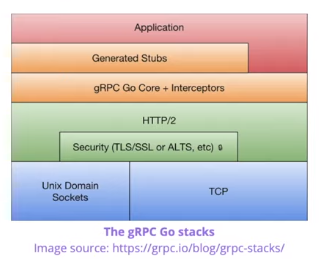 Application
Generated Stubs
gRPC Go Core + Interceptors
HTTP/2
Security (TLS/SSL or ALTS, etc)
Unix Domain
Sockets
TCP
The gRPC Go stacks
Image source: https://grpc.io/blog/grpc-stacks/